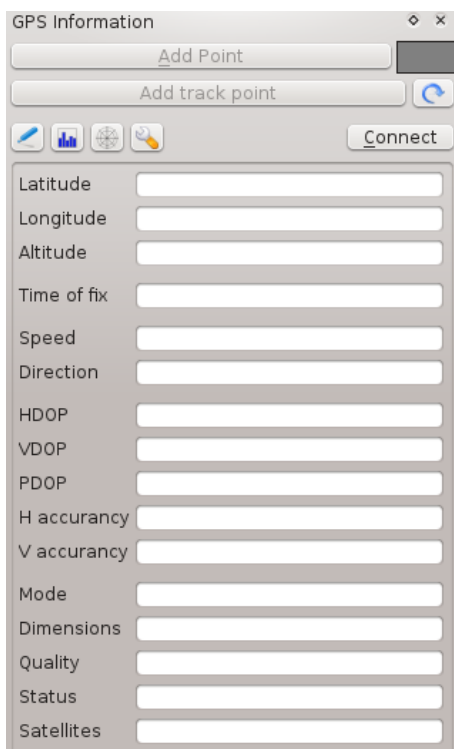 GPS Information
Add Point
Add track point
Connect
Latitude
Longitude
Altitude
Time of fix
Speed
Direction
HDOP
VDOP
PDOP
H accurancy
V accurancy
Mode
Dimensions
Quality
Status
Satellites